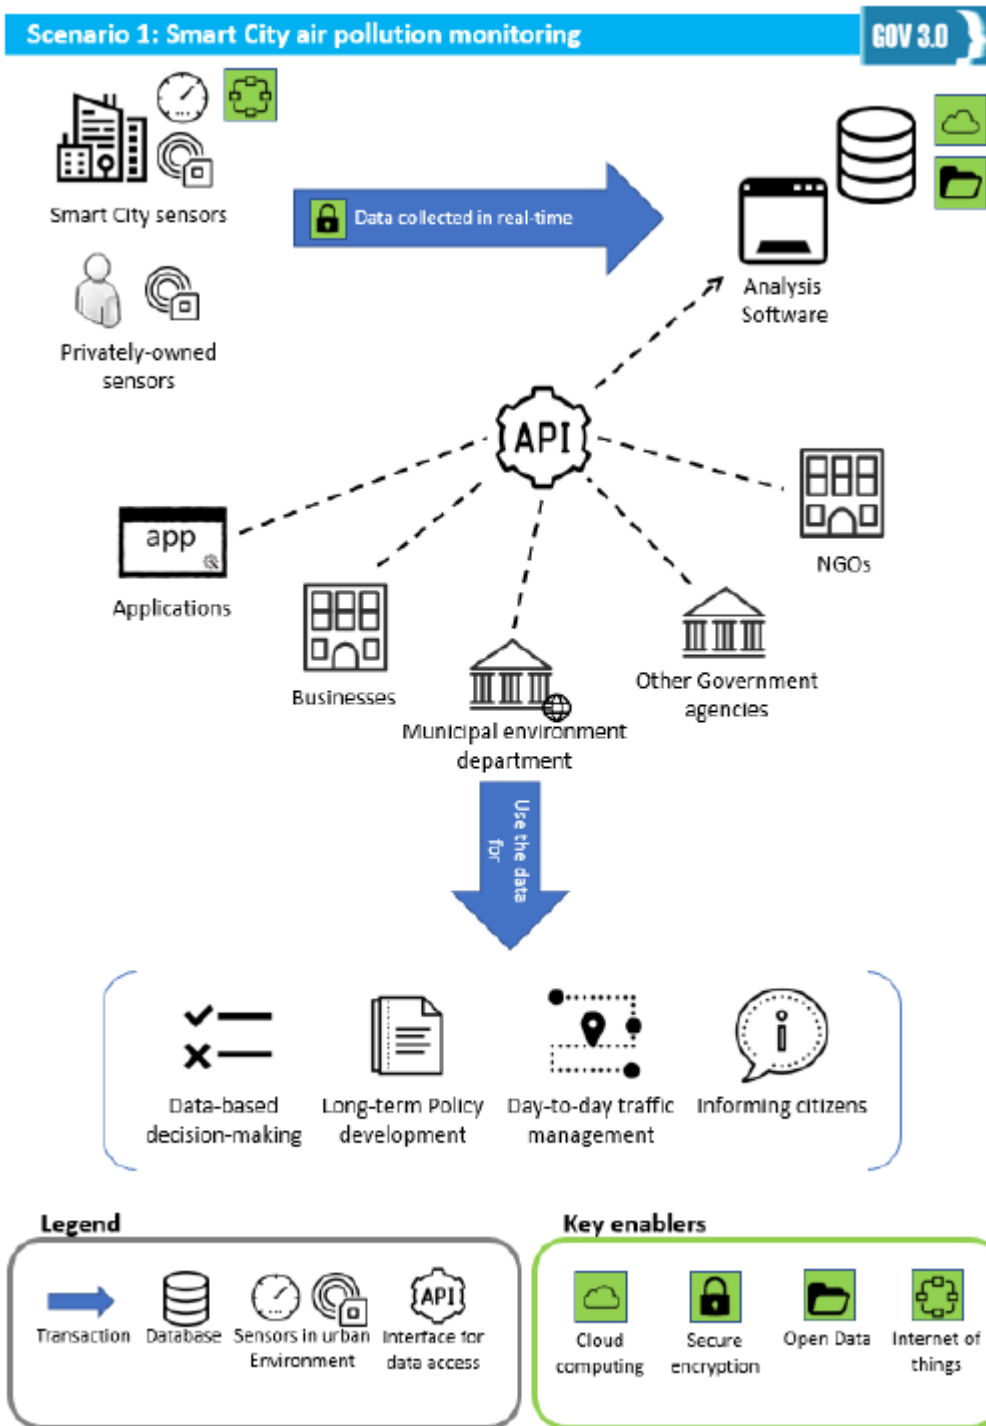 Scenario 1: Smart City air pollution monitoring
GOV 3.0
Smart City sensors
Data collected in real-time
Analysis
Software
Privately-owned
sensors
API
app
Applications
NGOs
Businesses
Other Government
agencies
Municipal environment
department
Use the data
for
Data-based
decision-making
Long-term Policy
development
Day-to-day traffic
management
Informing citizens
Legend
Transaction
Database
Sensors in urban
Environment
API
Interface for
data access
Key enablers
Cloud
computing
Secure
encryption
Open Data
Internet of
things